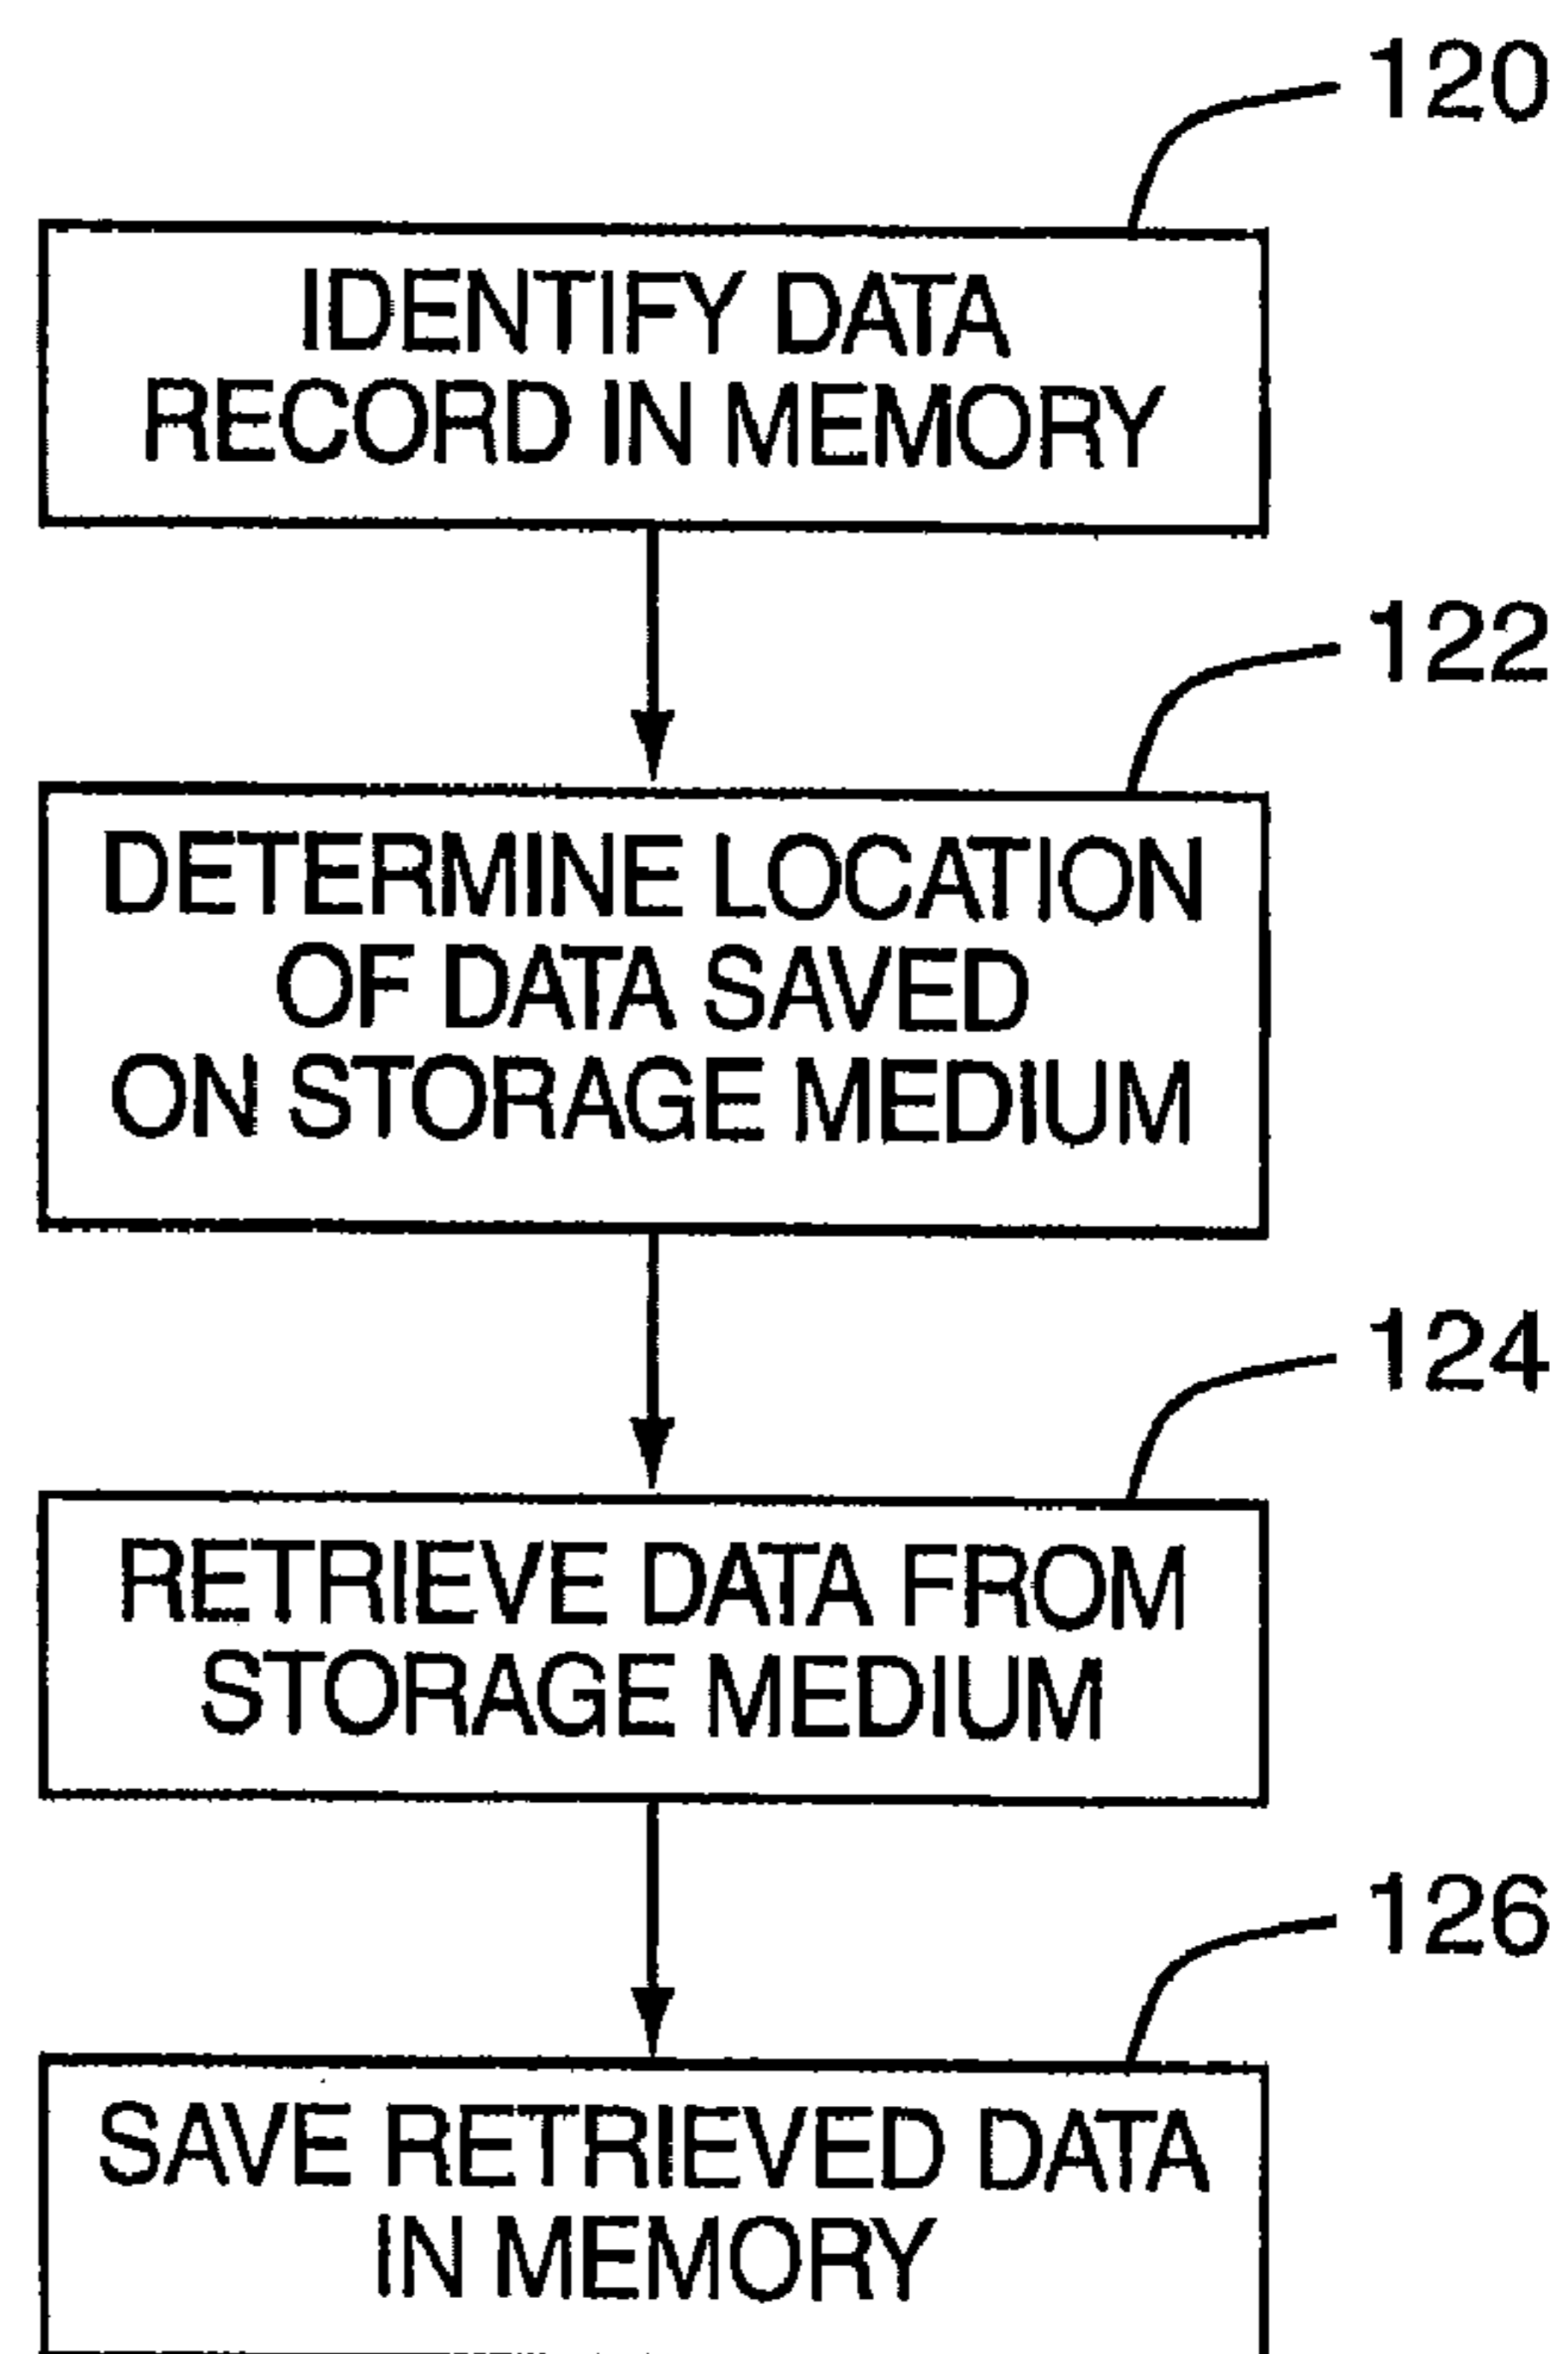 120
IDENTIFY DATA
RECORD IN MEMORY
122
DETERMINE LOCATION
OF DATA SAVED
ON STORAGE MEDIUM
124
RETRIEVE DATA FROM
STORAGE MEDIUM
126
SAVE RETRIEVED DATA
IN MEMORY